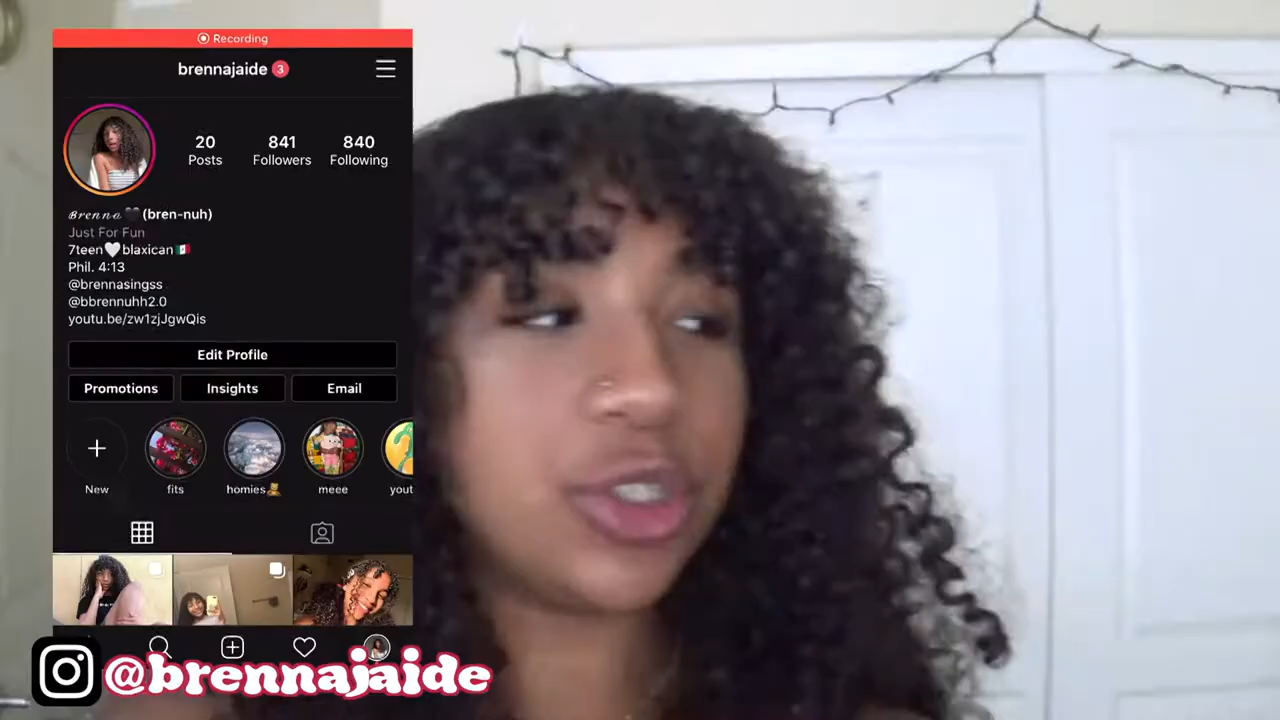 Recording
brennajaide 3
20 841 840
Posts Followers Following
𝓑𝓻𝓮𝓷𝓷𝓪🖤(bren-nuh)
Just For Fun
7teen🤍blaxican🇲🇽
Phil. 4:13
@brennasingss
@bbrennuhh2.0
youtu.be/zw1zjJgwQis
Edit Profile
Promotions Insights Email
New fits homies🧸 meee yout
@brennajaide